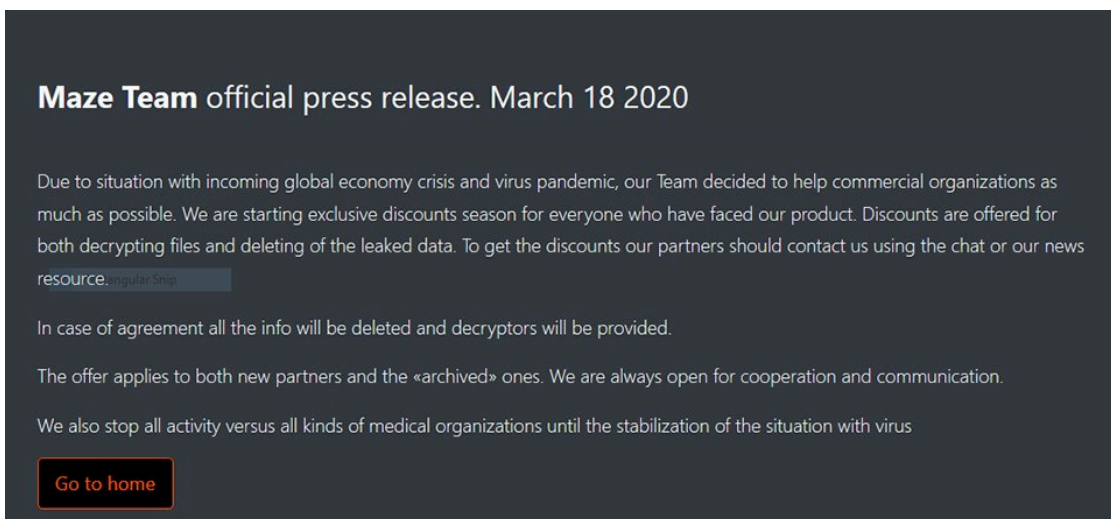 Maze Team official press release. March 18 2020
Due to situation with incoming global economy crisis and virus pandemic, our Team decided to help commercial organizations as
much as possible. We are starting exclusive discounts season for everyone who have faced our product. Discounts are offered for
both decrypting files and deleting of the leaked data. To get the discounts our partners should contact us using the chat or our news
resource. angular Snip
In case of agreement all the info will be deleted and decryptors will be provided.
The offer applies to both new partners and the «archived» ones. We are always open for cooperation and communication.
We also stop all activity versus all kinds of medical organizations until the stabilization of the situation with virus
Go to home